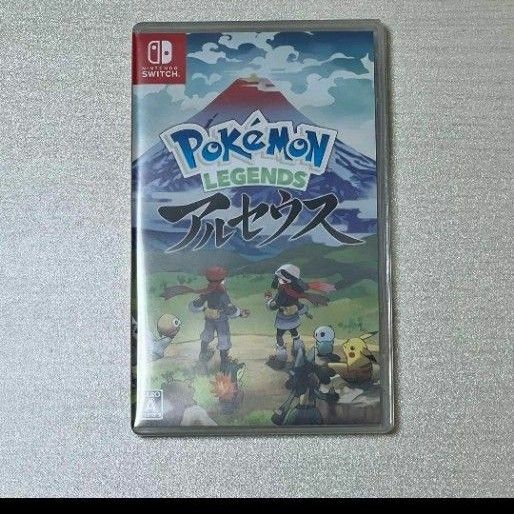 NINTENDO
SWITCH.
POKéMON
LEGENDS
アルセウス
A